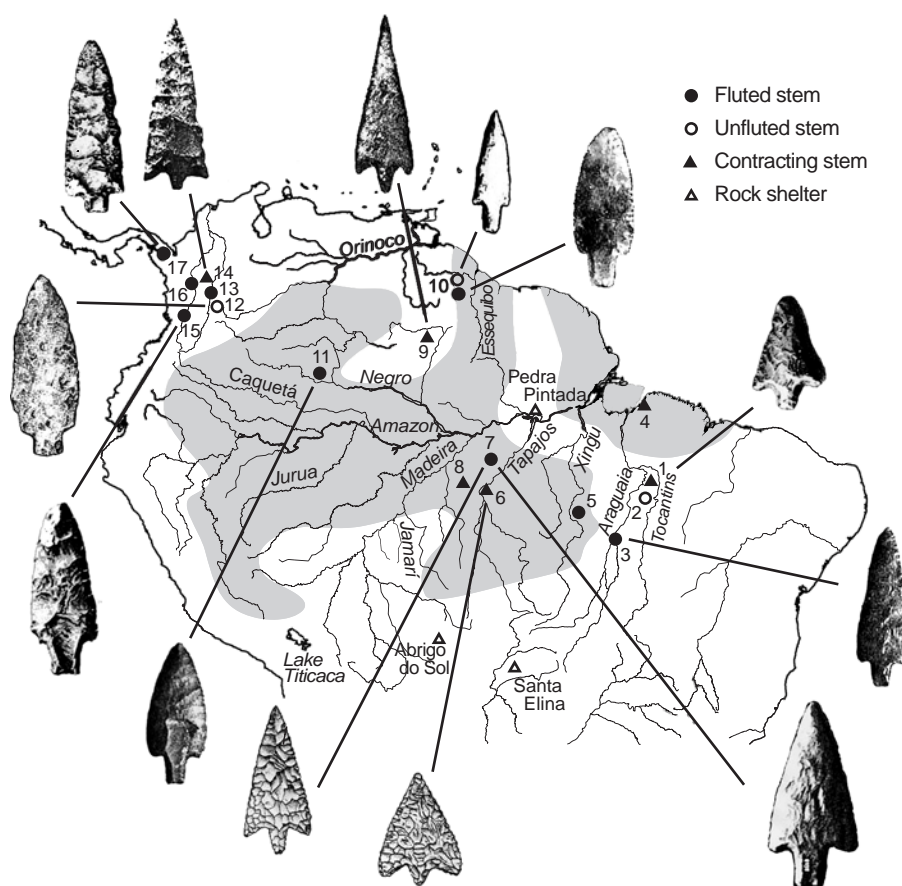 Fluted stem
Unfluted stem
Contracting stem
Rock shelter
Orinoco
17
14
13
16
12
15
10
Essequibo
9
11
Negro
Caquetá
Pedra
Pintada
Amazon
4
Jurua
Madeira
7
Tapajos
Xingú
8
6
5
Araguaia
1
2
Tocantins
3
Jamarí
Lake
Titicaca
Abrigo
do Sol
Santa
Elina